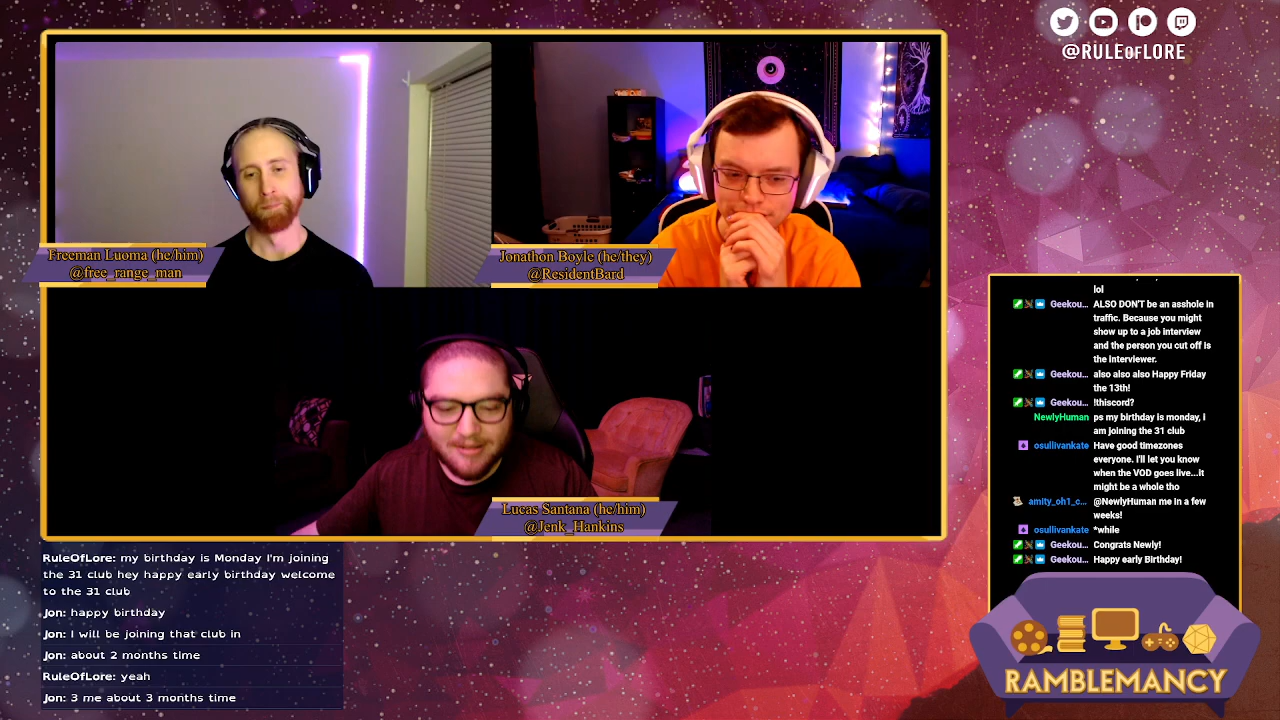 @RULEOFLORE
Freeman Luoma (he/him)
@free_range_man
Jonathon Boyle (he/they)
@ResidentBard
Lucas Santana (he/him)
@Jenk_Hankins
RuleOfLore: my birthday is Monday I'm joining
the 31 club hey happy early birthday welcome
to the 31 club
Jon: happy birthday
Jon: I will be joining that club in
Jon: about 2 months time
RuleOfLore: yeah
Jon: 3 me about 3 months time
lol
Geekou... ALSO DON'T be an asshole in
traffic. Because you might
show up to a job interview
and the person you cut off is
the interviewer.
Geekou... also also also Happy Friday
the 13th!
Geekou... !thiscord?
NewlyHuman ps my birthday is monday, i
am joining the 31 club
osullivankate Have good timezones
everyone. I'll let you know
when the VOD goes live...it
might be a whole tho
amity_oh1_c... @NewlyHuman me in a few
weeks!
osullivankate *while
Geekou... Congrats Newly!
Geekou... Happy early Birthday!
RAMBLEMANCY